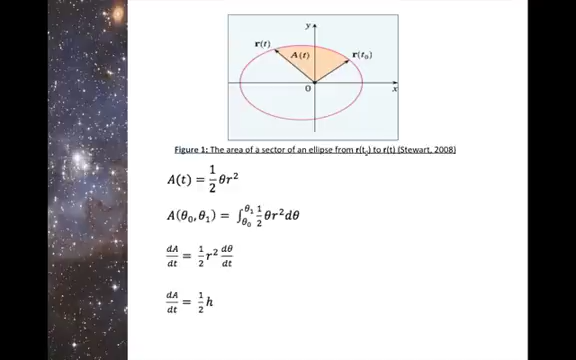 y
r(t)
A(t)
r(t₀)
0
x
Figure 1: The area of a sector of an ellipse from r(t₀) to r(t) (Stewart, 2008)
A(t) = 1/2 θr²
A(θ₀, θ₁) = ∫_θ₀^θ₁ 1/2 θr² dθ
dA/dt = 1/2 r² dθ/dt
dA/dt = 1/2 h